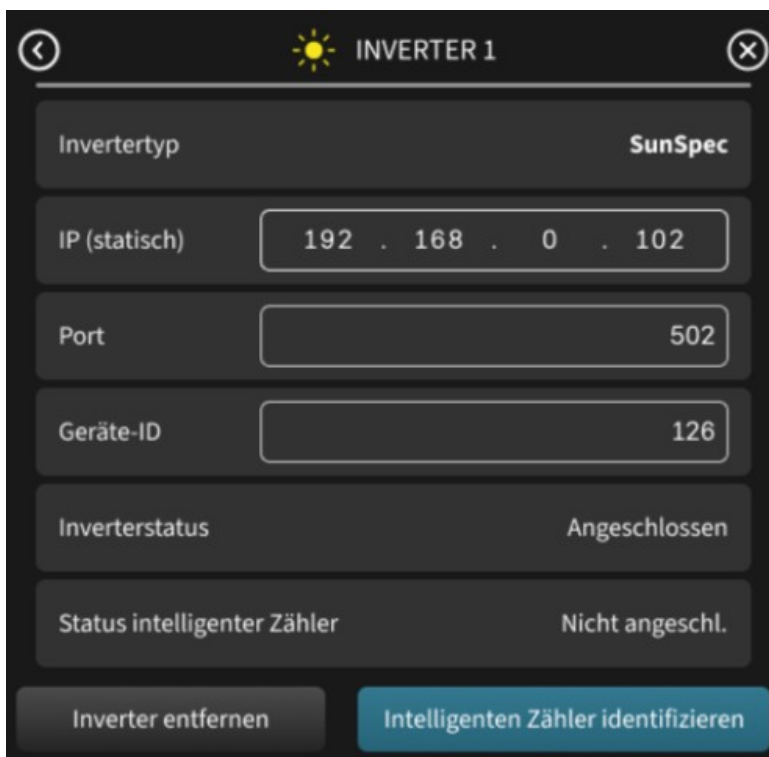 INVERTER 1
Invertertyp SunSpec
IP (statisch) 192 . 168 . 0 . 102
Port 502
Geräte-ID 126
Inverterstatus Angeschlossen
Status intelligenter Zähler Nicht angeschl.
Inverter entfernen Intelligenten Zähler identifizieren